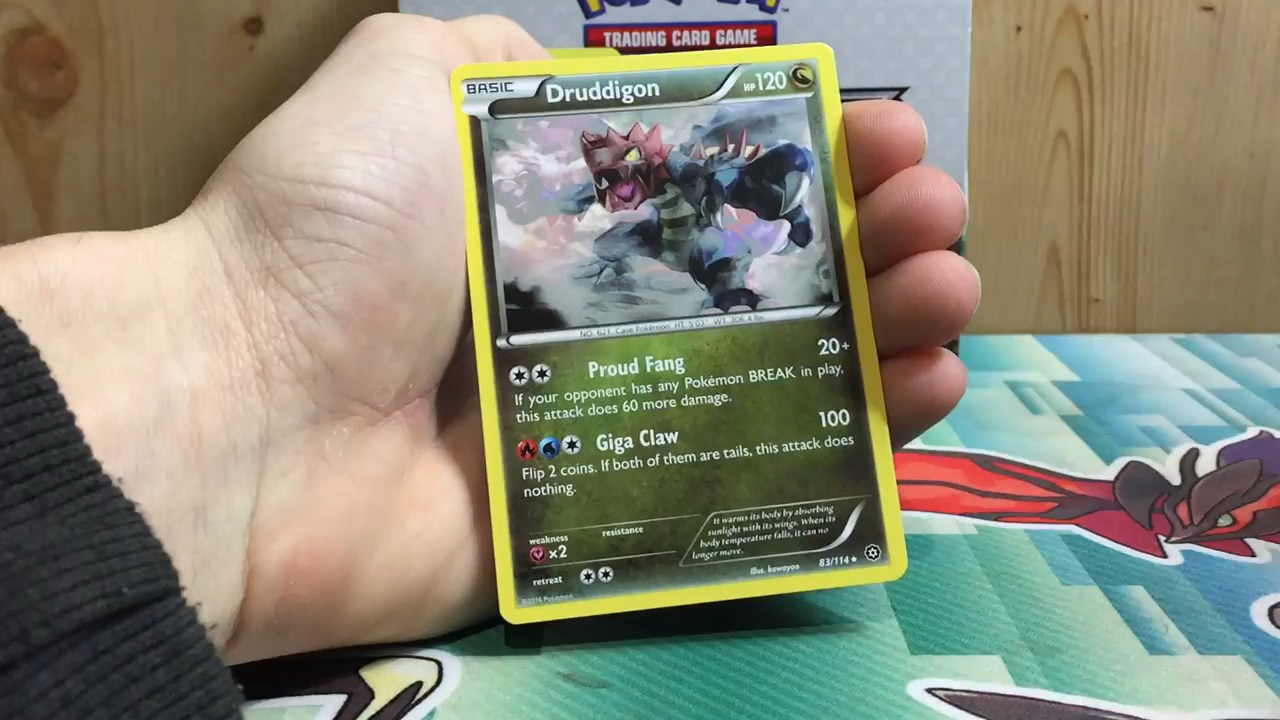 TRADING CARD GAME
BASIC Druddigon HP 120
NO. 621 Cave Pokémon HT: 5'03" WT: 306.4 lbs
Proud Fang 20+
If your opponent has any Pokémon BREAK in play,
this attack does 60 more damage.
Giga Claw 100
Flip 2 coins. If both of them are tails, this attack does
nothing.
weakness resistance
×2
retreat
It warms its body by absorbing
sunlight with its wings. When its
body temperature falls, it can no
longer move.
Illus. kawayoo 83/114 ★
©2016 Pokémon